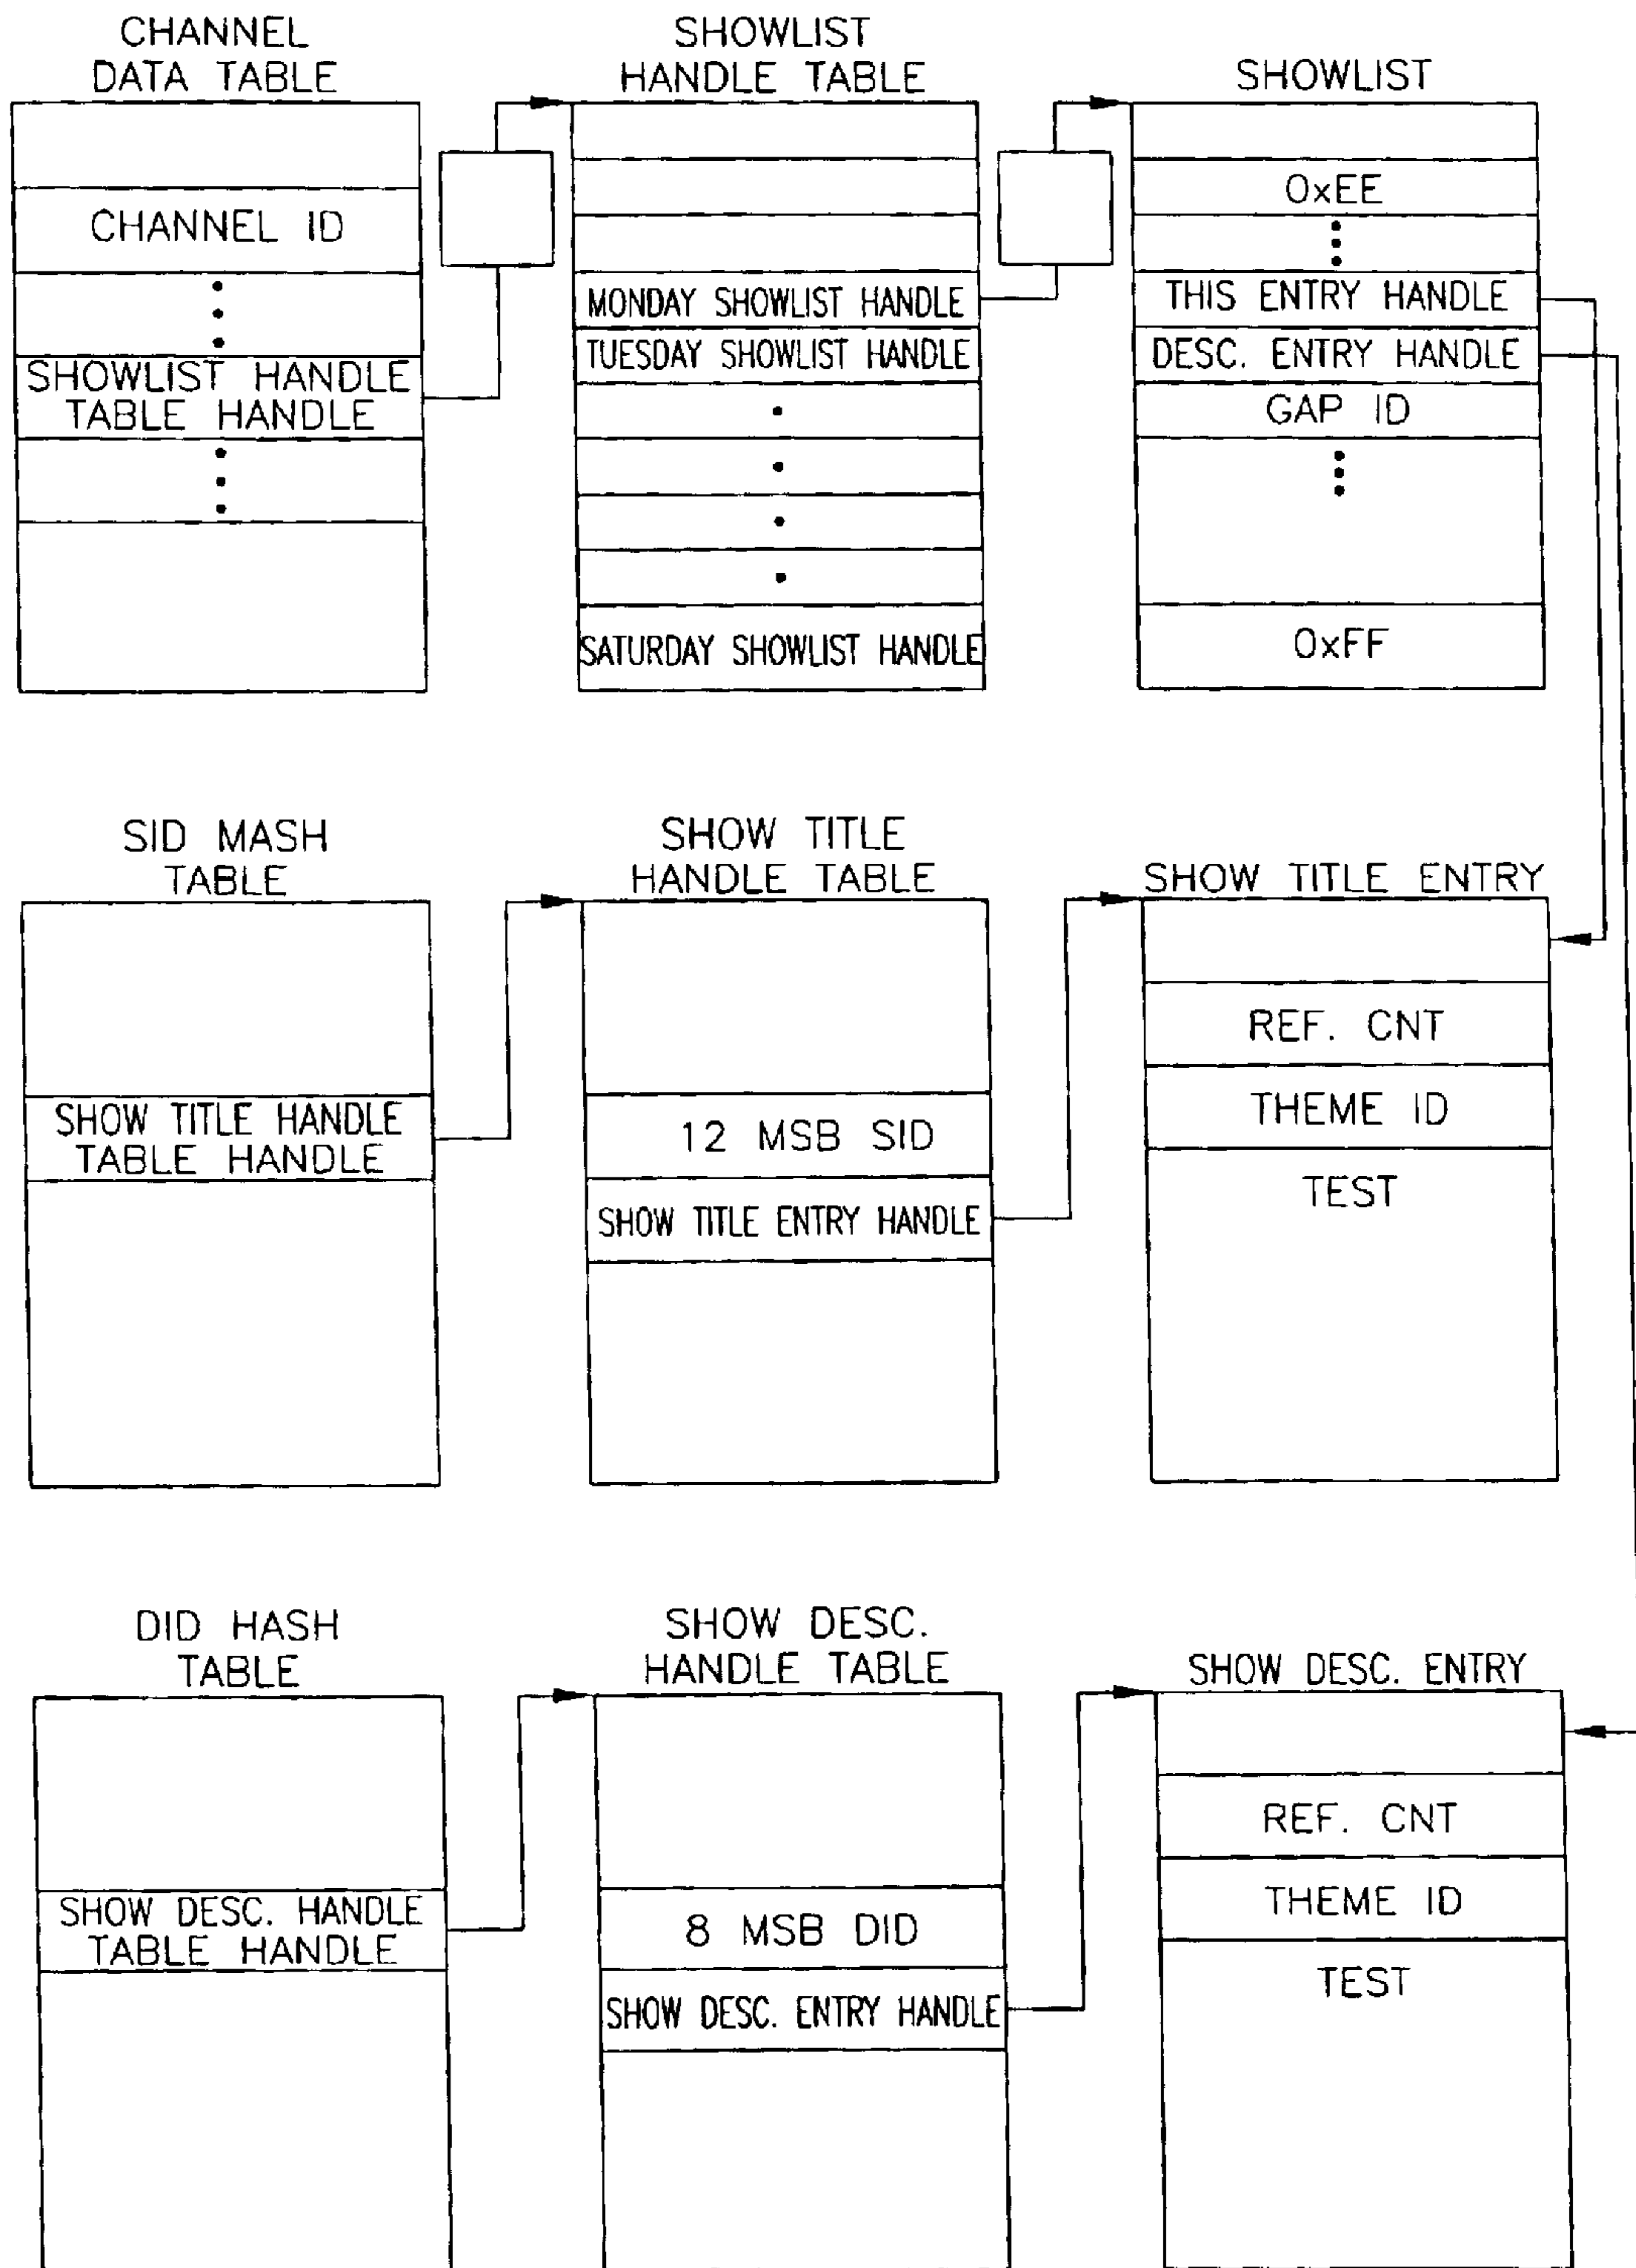 CHANNEL
DATA TABLE
CHANNEL ID
SHOWLIST HANDLE
TABLE HANDLE
SHOWLIST
HANDLE TABLE
MONDAY SHOWLIST HANDLE
TUESDAY SHOWLIST HANDLE
SATURDAY SHOWLIST HANDLE
SHOWLIST
0xEE
THIS ENTRY HANDLE
DESC. ENTRY HANDLE
GAP ID
0xFF
SID MASH
TABLE
SHOW TITLE HANDLE
TABLE HANDLE
SHOW TITLE
HANDLE TABLE
12 MSB SID
SHOW TITLE ENTRY HANDLE
SHOW TITLE ENTRY
REF. CNT
THEME ID
TEST
DID HASH
TABLE
SHOW DESC. HANDLE
TABLE HANDLE
SHOW DESC.
HANDLE TABLE
8 MSB DID
SHOW DESC. ENTRY HANDLE
SHOW DESC. ENTRY
REF. CNT
THEME ID
TEST